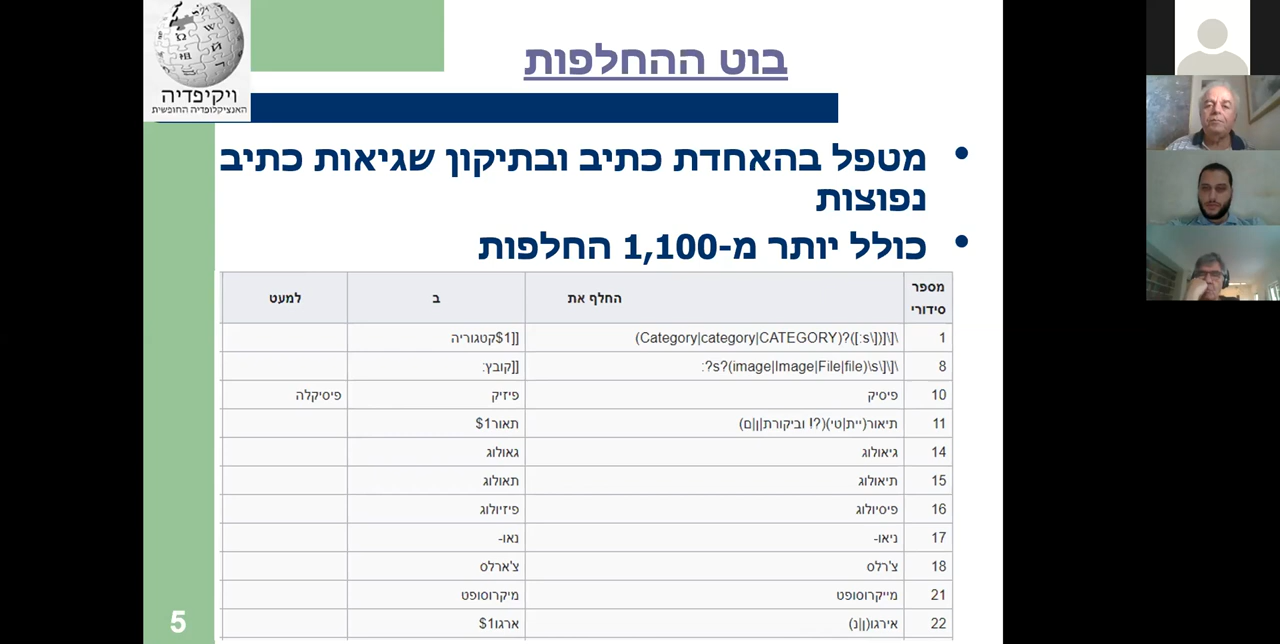 ויקיפדיה
האנציקלופדיה החופשית
בוט ההחלפות
• מטפל בהאחדת כתיב ובתיקון שגיאות כתיב
נפוצות
• כולל יותר מ-1,100 החלפות
מספר סידורי החלף את ב למעט
1 \[\[([:s\])?(Category|category|CATEGORY) [[$1קטגוריה
8 \[\[\s?(image|Image|File|file)\s?: [[קובץ:
10 פיסיק פיזיק פיסיקלה
11 תיאור(יית|טי)(?! וביקורת|ן|ם) תאור$1
14 גיאולוג גאולוג
15 תיאולוג תאולוג
16 פיסיולוג פיזיולוג
17 ניאו- נאו-
18 צ'רלס צ'ארלס
21 מייקרוסופט מיקרוסופט
22 אירגו(ן|נ) ארגו$1
5